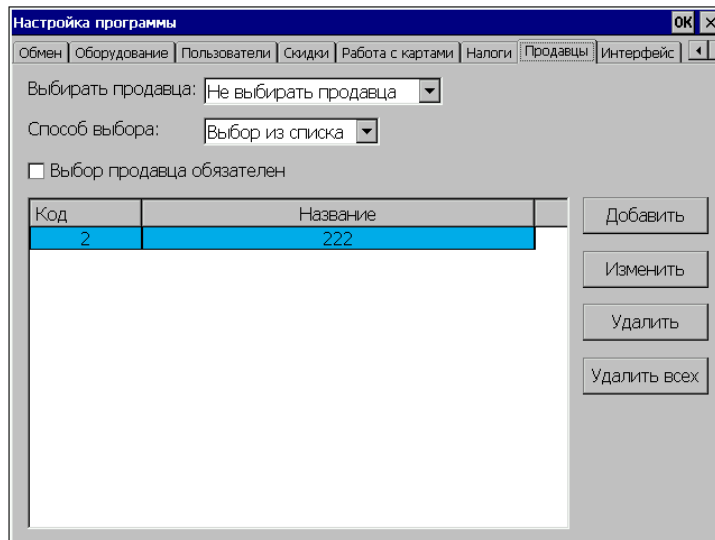 Настройка программы OK ×
Обмен Оборудование Пользователи Скидки Работа с картами Налоги Продавцы Интерфейс
Выбирать продавца: Не выбирать продавца
Способ выбора: Выбор из списка
Выбор продавца обязателен
Код Название
2 222
Добавить
Изменить
Удалить
Удалить всех